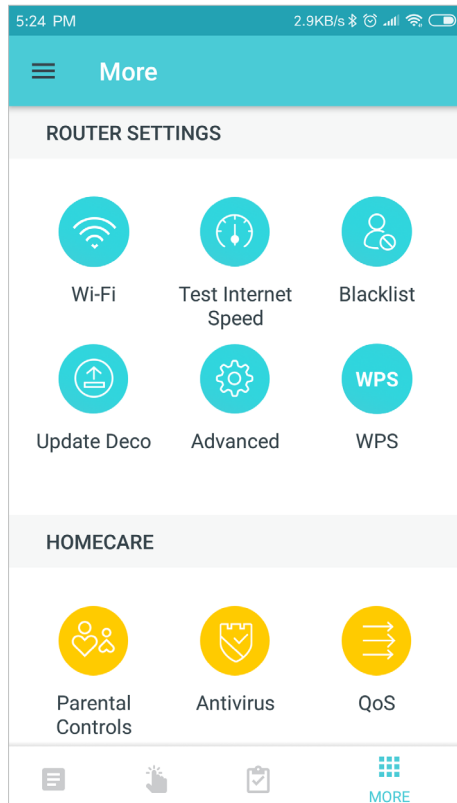 5:24 PM 2.9KB/s
More
ROUTER SETTINGS
Wi-Fi
Test Internet
Speed
Blacklist
Update Deco
Advanced
WPS
WPS
HOMECARE
Parental
Controls
Antivirus
QoS
MORE